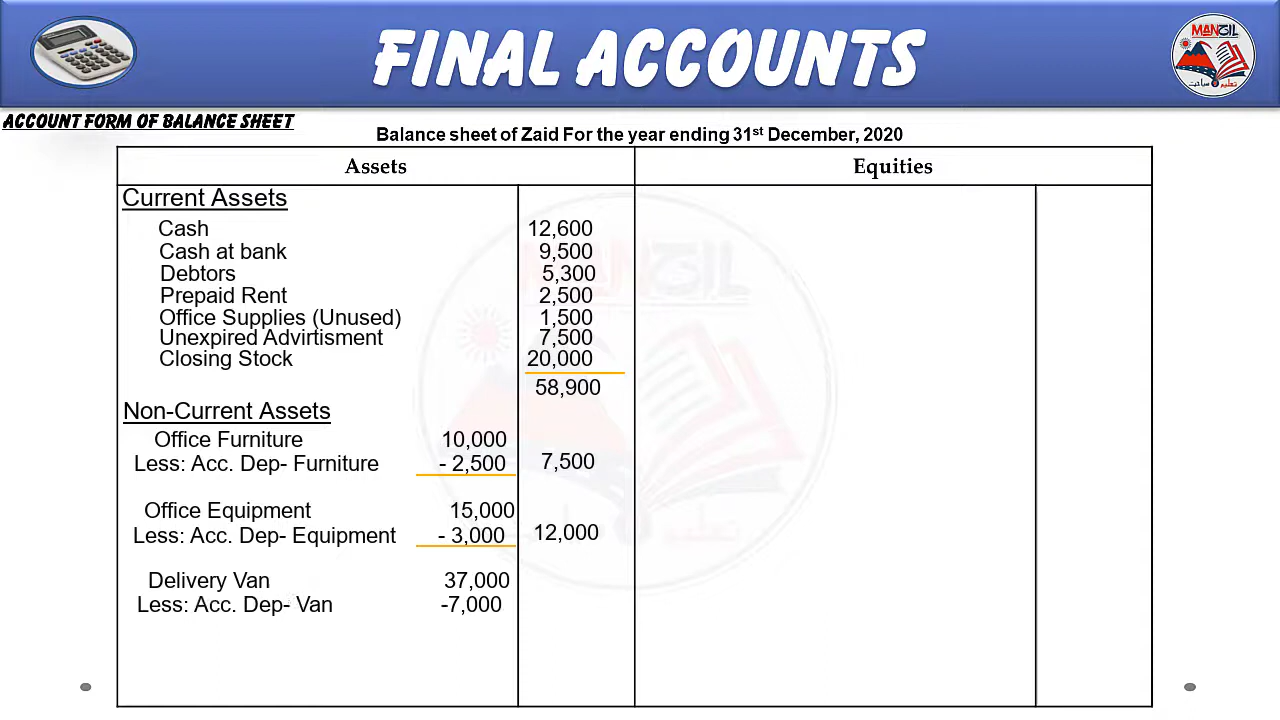 FINAL ACCOUNTS
MANZIL
تعلیم و سیاحت
ACCOUNT FORM OF BALANCE SHEET
Balance sheet of Zaid For the year ending 31st December, 2020
Assets Equities
Current Assets
Cash 12,600
Cash at bank 9,500
Debtors 5,300
Prepaid Rent 2,500
Office Supplies (Unused) 1,500
Unexpired Advirtisment 7,500
Closing Stock 20,000
58,900
Non-Current Assets
Office Furniture 10,000
Less: Acc. Dep- Furniture - 2,500 7,500
Office Equipment 15,000
Less: Acc. Dep- Equipment - 3,000 12,000
Delivery Van 37,000
Less: Acc. Dep- Van -7,000